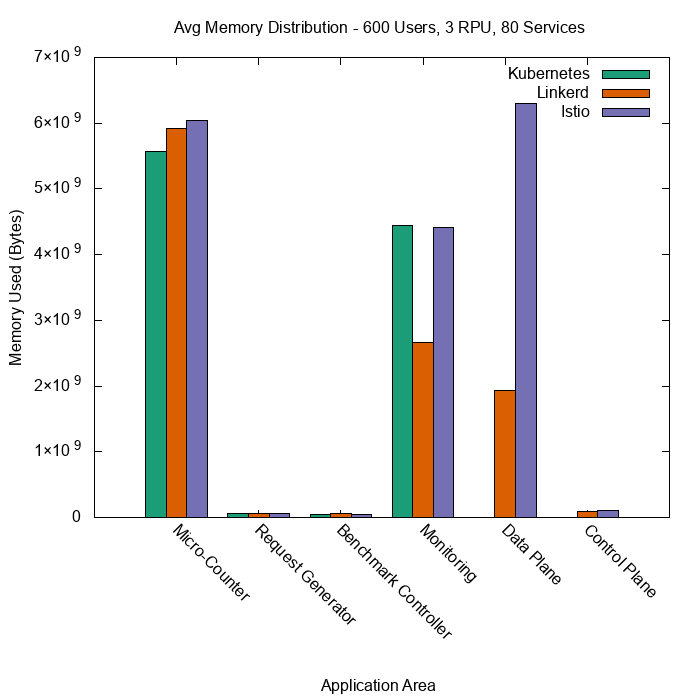 Avg Memory Distribution - 600 Users, 3 RPU, 80 Services
Kubernetes
Linkerd
Istio
Memory Used (Bytes)
7×10^9
6×10^9
5×10^9
4×10^9
3×10^9
2×10^9
1×10^9
0
Micro-Counter
Request Generator
Benchmark Controller
Monitoring
Data Plane
Control Plane
Application Area